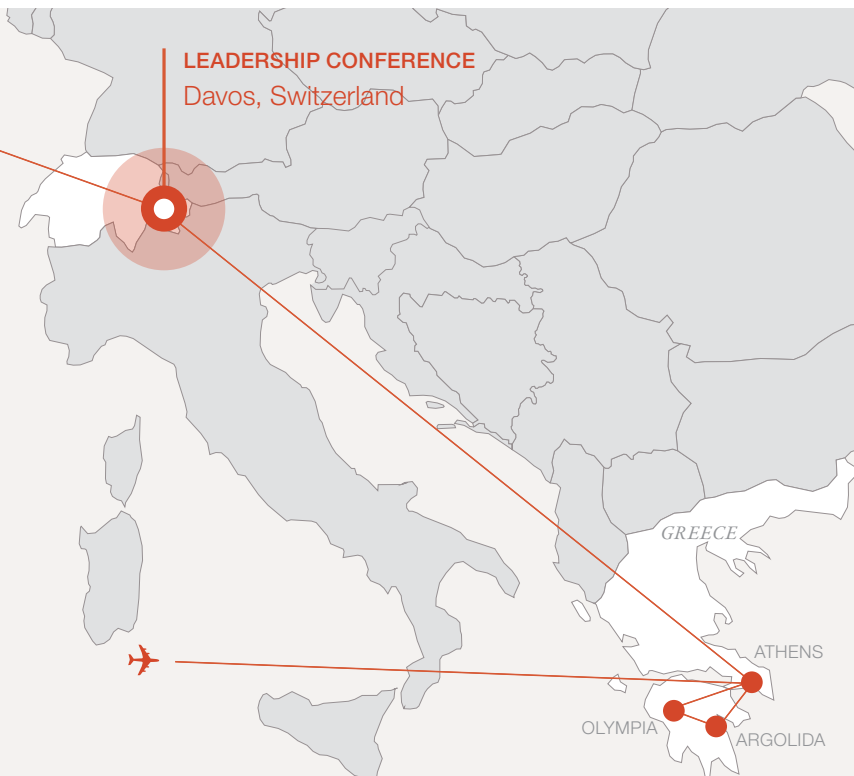 LEADERSHIP CONFERENCE
Davos, Switzerland
GREECE
ATHENS
OLYMPIA
ARGOLIDA